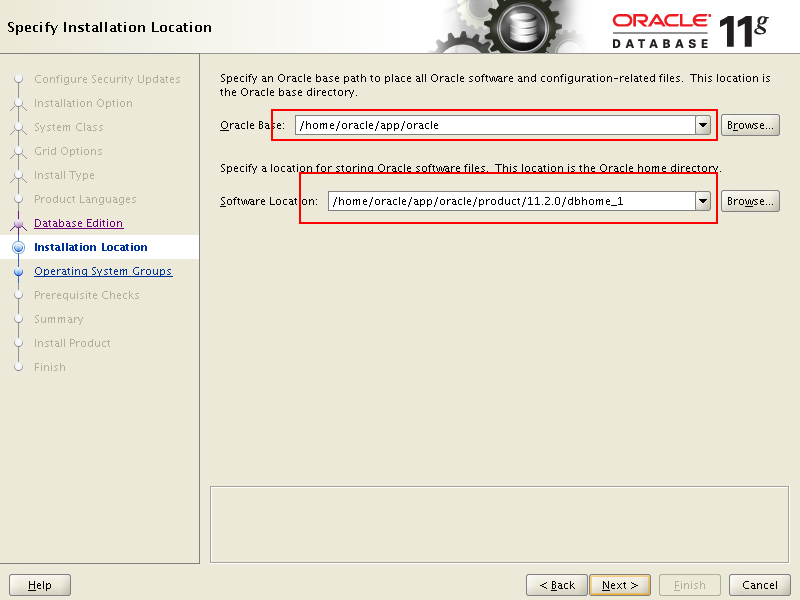 Specify Installation Location
ORACLE
DATABASE
11g
Configure Security Updates
Installation Option
System Class
Grid Options
Install Type
Product Languages
Database Edition
Installation Location
Operating System Groups
Prerequisite Checks
Summary
Install Product
Finish
Specify an Oracle base path to place all Oracle software and configuration-related files. This location is
the Oracle base directory.
Oracle Base: /home/oracle/app/oracle Browse...
Specify a location for storing Oracle software files. This location is the Oracle home directory.
Software Location: /home/oracle/app/oracle/product/11.2.0/dbhome_1 Browse...
Help < Back Next > Finish Cancel